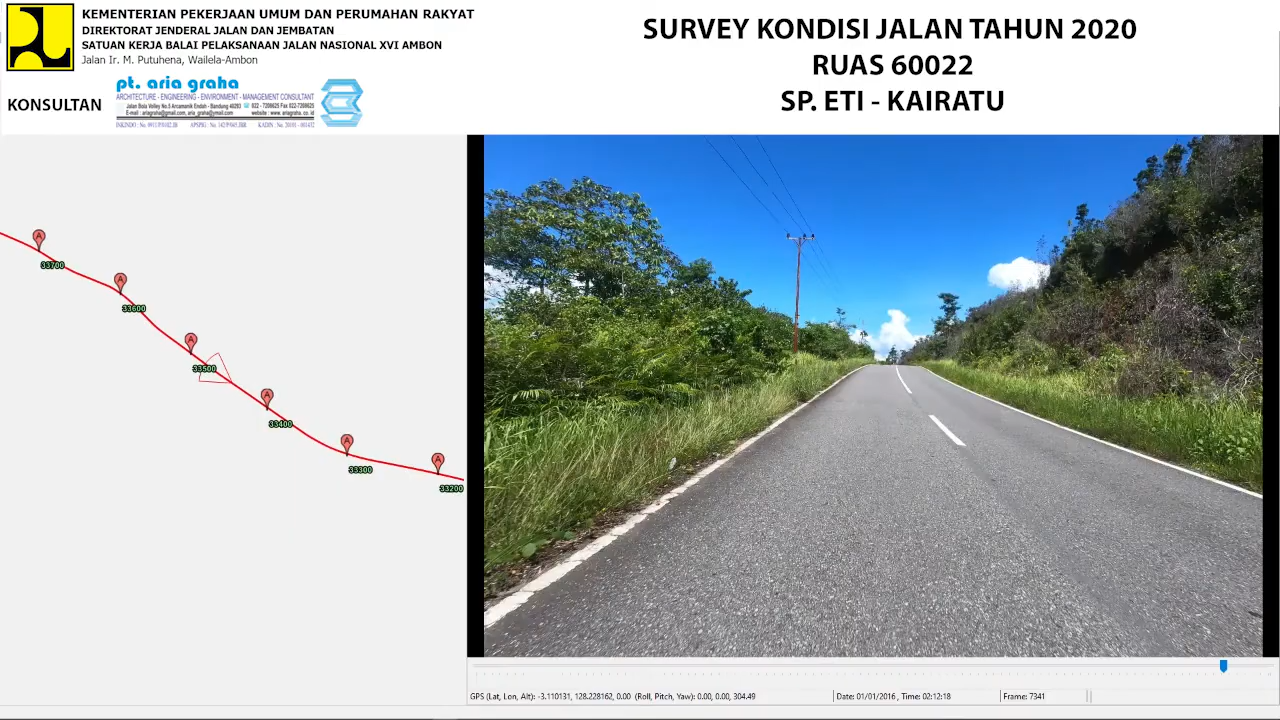 KEMENTERIAN PEKERJAAN UMUM DAN PERUMAHAN RAKYAT
DIREKTORAT JENDERAL JALAN DAN JEMBATAN
SATUAN KERJA BALAI PELAKSANAAN JALAN NASIONAL XVI AMBON
Jalan Ir. M. Putuhena, Wailela-Ambon
KONSULTAN
pt. aria graha
ARCHITECTURE - ENGINEERING - ENVIRONMENT - MANAGEMENT CONSULTANT
SURVEY KONDISI JALAN TAHUN 2020
RUAS 60022
SP. ETI - KAIRATU
A
33700
A
33600
A
33500
A
33400
A
33300
A
33200
GPS (Lat, Lon, Alt): -3.110131, 128.228162, 0.00 (Roll, Pitch, Yaw): 0.00, 0.00, 304.49
Date: 01/01/2016 , Time: 02:12:18
Frame: 7341